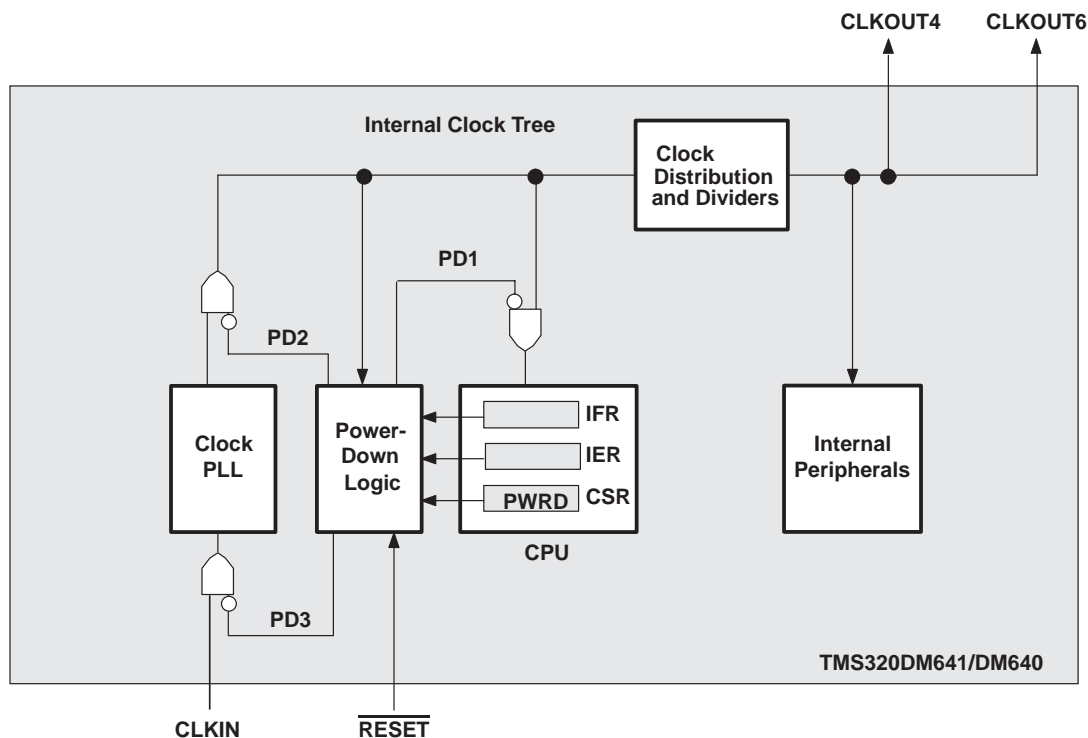 CLKOUT4 CLKOUT6
Internal Clock Tree
Clock
Distribution
and Dividers
PD1
PD2
Clock
PLL
Power-
Down
Logic
IFR
IER
PWRD CSR
CPU
Internal
Peripherals
PD3
TMS320DM641/DM640
CLKIN RESET